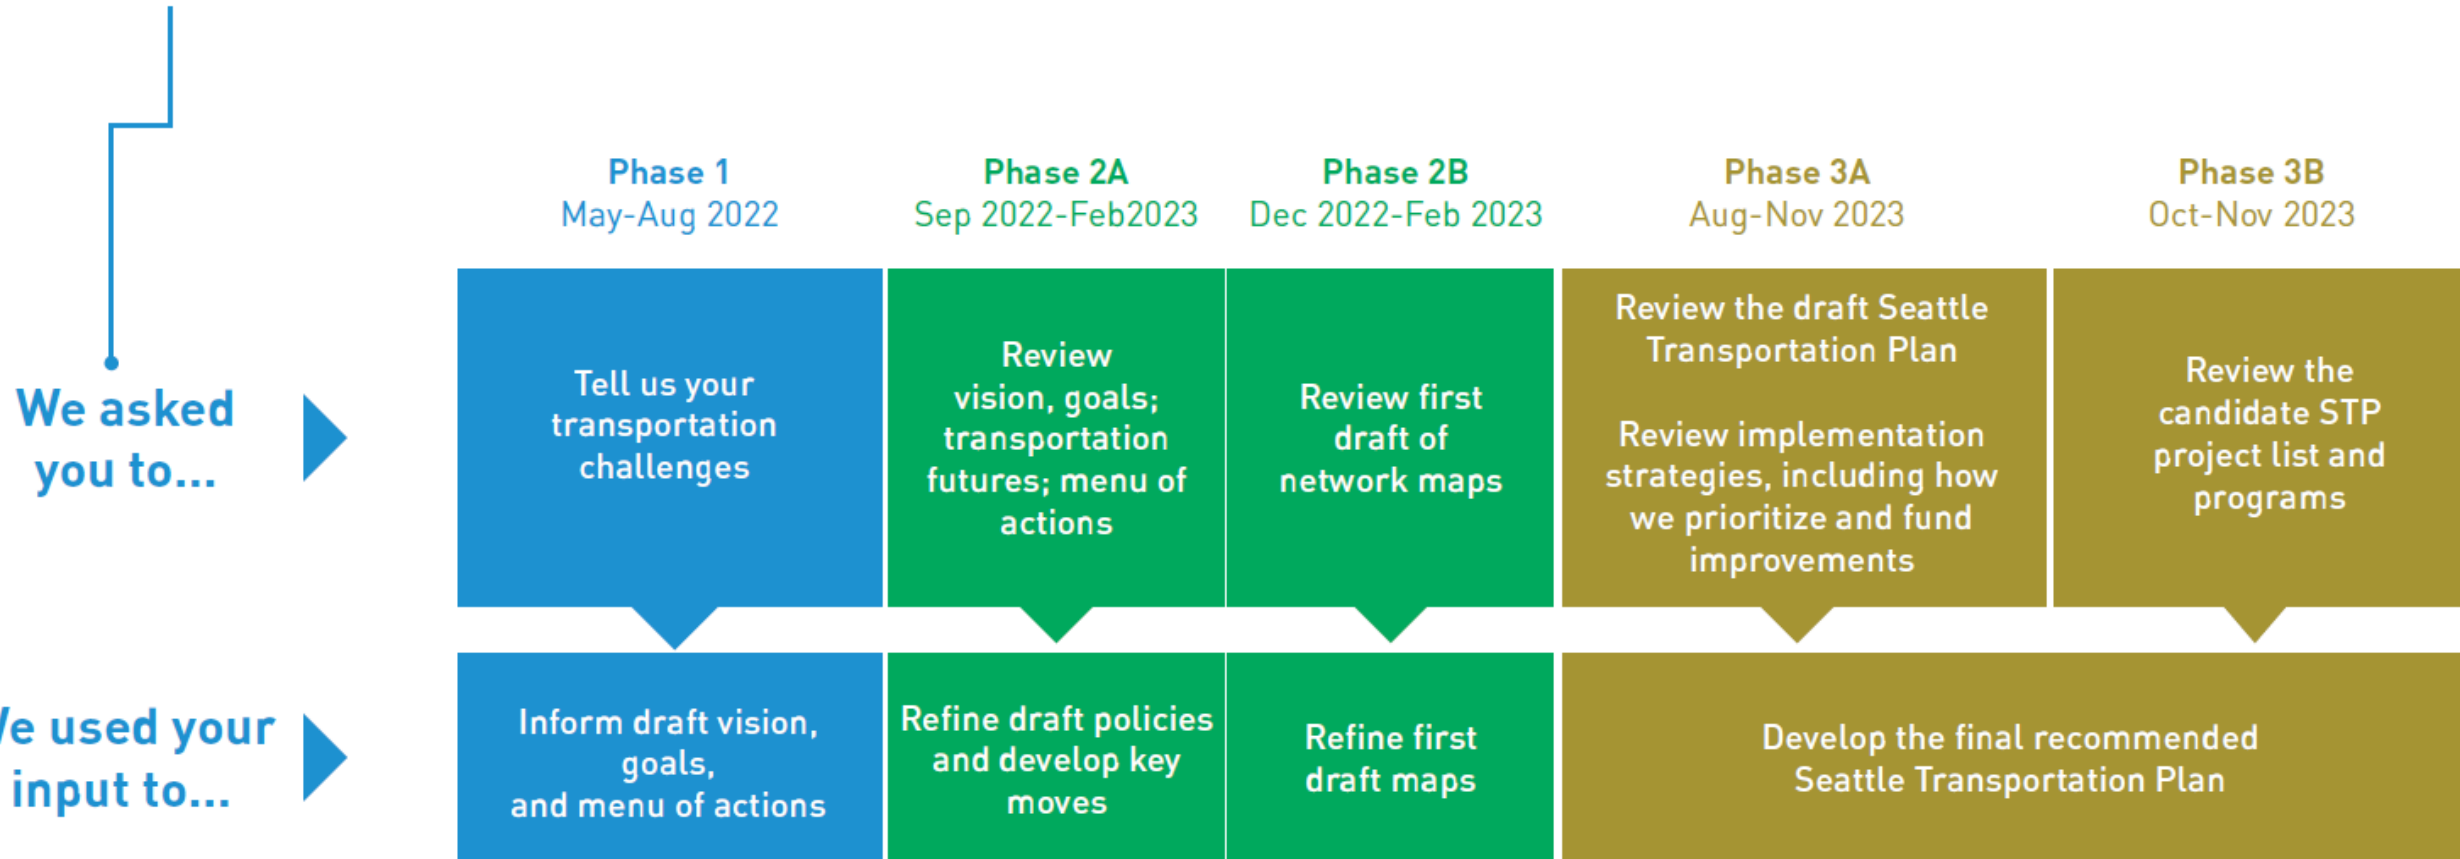 Phase 1
May-Aug 2022
Phase 2A
Sep 2022-Feb2023
Phase 2B
Dec 2022-Feb 2023
Phase 3A
Aug-Nov 2023
Phase 3B
Oct-Nov 2023
We asked
you to...
Tell us your
transportation
challenges
Review
vision, goals;
transportation
futures; menu of
actions
Review first
draft of
network maps
Review the draft Seattle
Transportation Plan
Review implementation
strategies, including how
we prioritize and fund
improvements
Review the
candidate STP
project list and
programs
We used your
input to...
Inform draft vision,
goals,
and menu of actions
Refine draft policies
and develop key
moves
Refine first
draft maps
Develop the final recommended
Seattle Transportation Plan